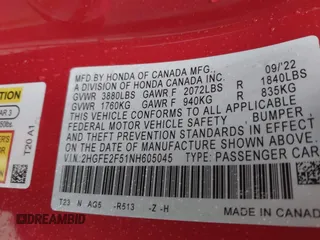 MFD. BY HONDA OF CANADA MFG., 09/'22
A DIVISION OF HONDA CANADA INC.
GVWR 3880LBS GAWR F 2072LBS R 1840LBS
GVWR 1760KG GAWR F 940KG R 835KG
THIS VEHICLE CONFORMS TO ALL APPLICABLE
FEDERAL MOTOR VEHICLE SAFETY BUMPER,
AND THEFT PREVENTION STANDARDS IN EFFECT
ON THE DATE OF MANUFACTURE SHOWN ABOVE.
V.I.N. 2HGFE2F51NH605045 TYPE: PASSENGER CAR
T23 N AQ5 -R513 -Z -H
MADE IN CANADA
T20 A1
DREAMBID